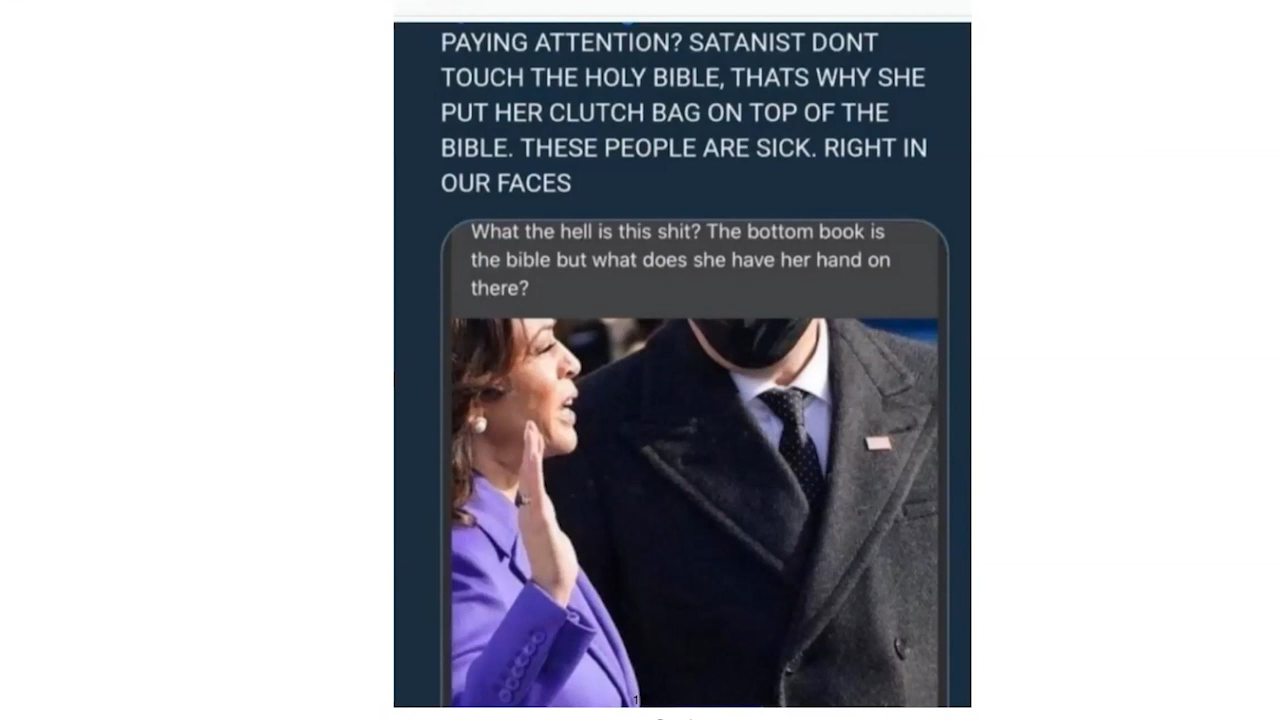 PAYING ATTENTION? SATANIST DONT
TOUCH THE HOLY BIBLE, THATS WHY SHE
PUT HER CLUTCH BAG ON TOP OF THE
BIBLE. THESE PEOPLE ARE SICK. RIGHT IN
OUR FACES
What the hell is this shit? The bottom book is
the bible but what does she have her hand on
there?
1